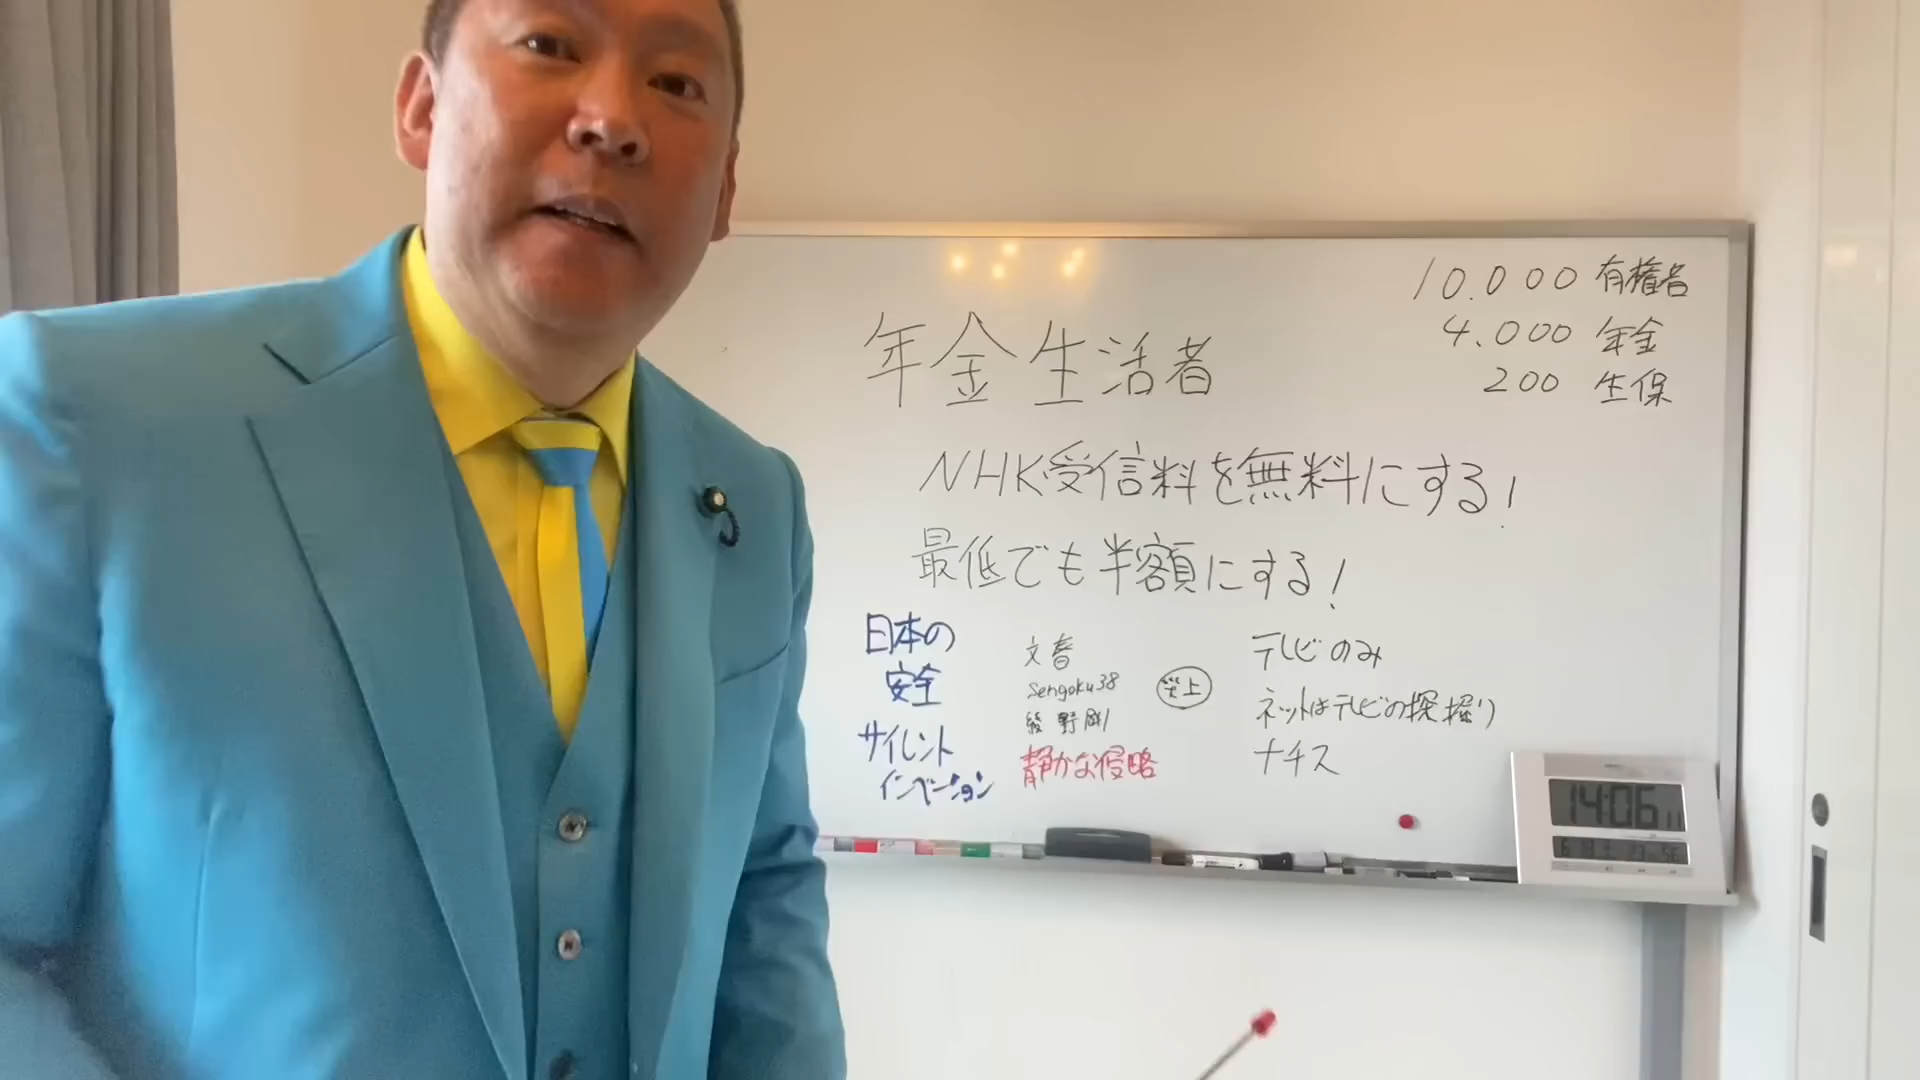 10.000 有権者
4.000 年金
200 生保
年金生活者
NHK受信料を無料にする!
最低でも半額にする!
日本の
安全
サイレント
インベーション
文春
Sengoku38
綾野剛
静かな侵略
炎上
テレビのみ
ネットはテレビの深掘り
ナチス
14:06